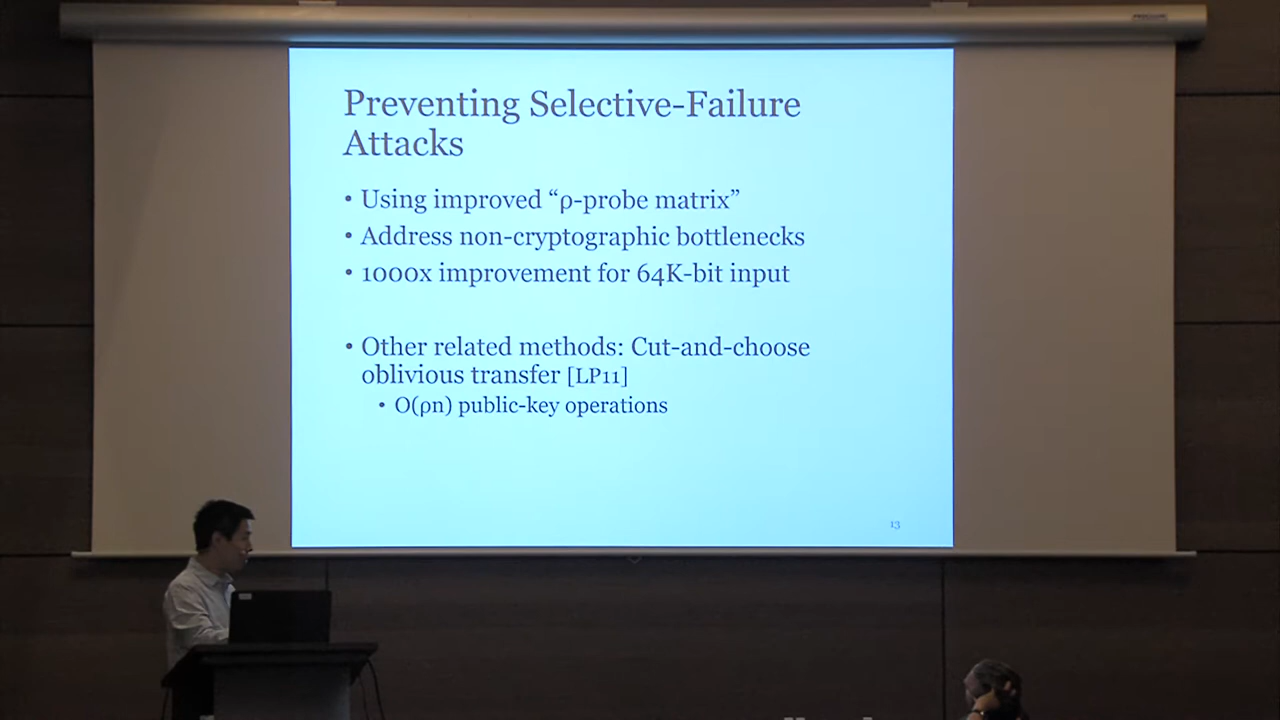 Preventing Selective-Failure
Attacks
• Using improved “ρ-probe matrix”
• Address non-cryptographic bottlenecks
• 1000x improvement for 64K-bit input
• Other related methods: Cut-and-choose
oblivious transfer [LP11]
• O(ρn) public-key operations
13